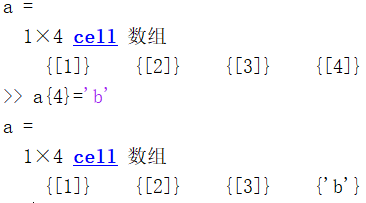 a =
1×4 cell 数组
{[1]} {[2]} {[3]} {[4]}
>> a{4}='b'
a =
1×4 cell 数组
{[1]} {[2]} {[3]} {'b'}